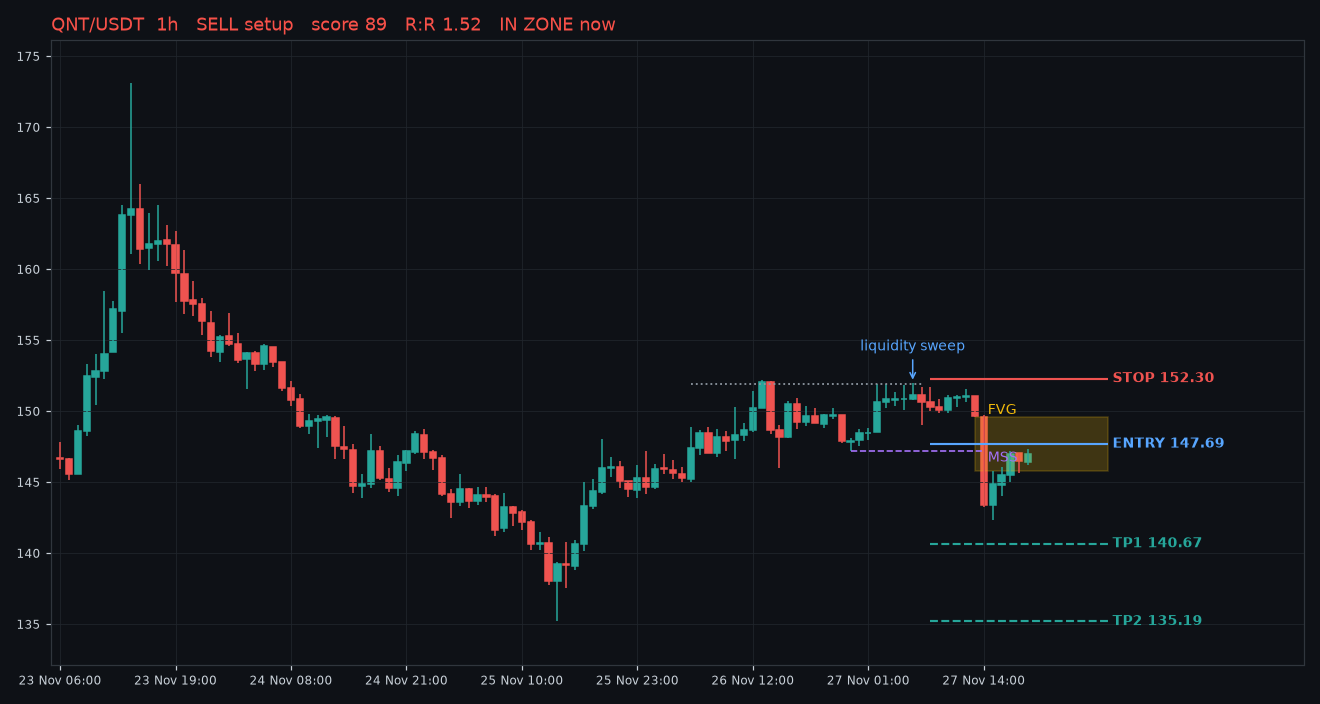 QNT/USDT 1h SELL setup score 89 R:R 1.52 IN ZONE now
175
170
165
160
155
150
145
140
135
liquidity sweep
STOP 152.30
FVG
ENTRY 147.69
MSS
TP1 140.67
TP2 135.19
23 Nov 06:00
23 Nov 19:00
24 Nov 08:00
24 Nov 21:00
25 Nov 10:00
25 Nov 23:00
26 Nov 12:00
27 Nov 01:00
27 Nov 14:00